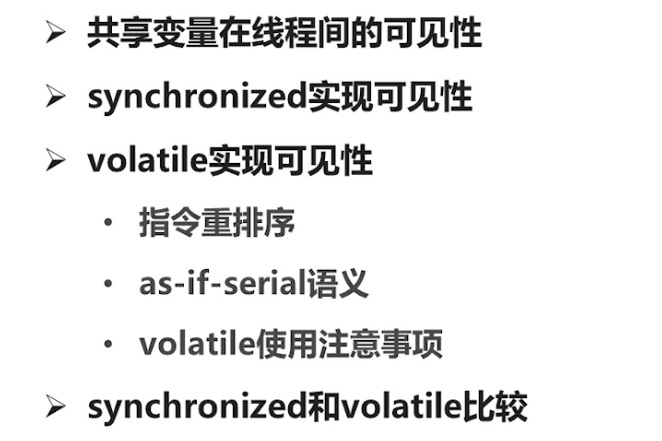 ➢ 共享变量在线程间的可见性
➢ synchronized实现可见性
➢ volatile实现可见性
• 指令重排序
• as-if-serial语义
• volatile使用注意事项
➢ synchronized和volatile比较